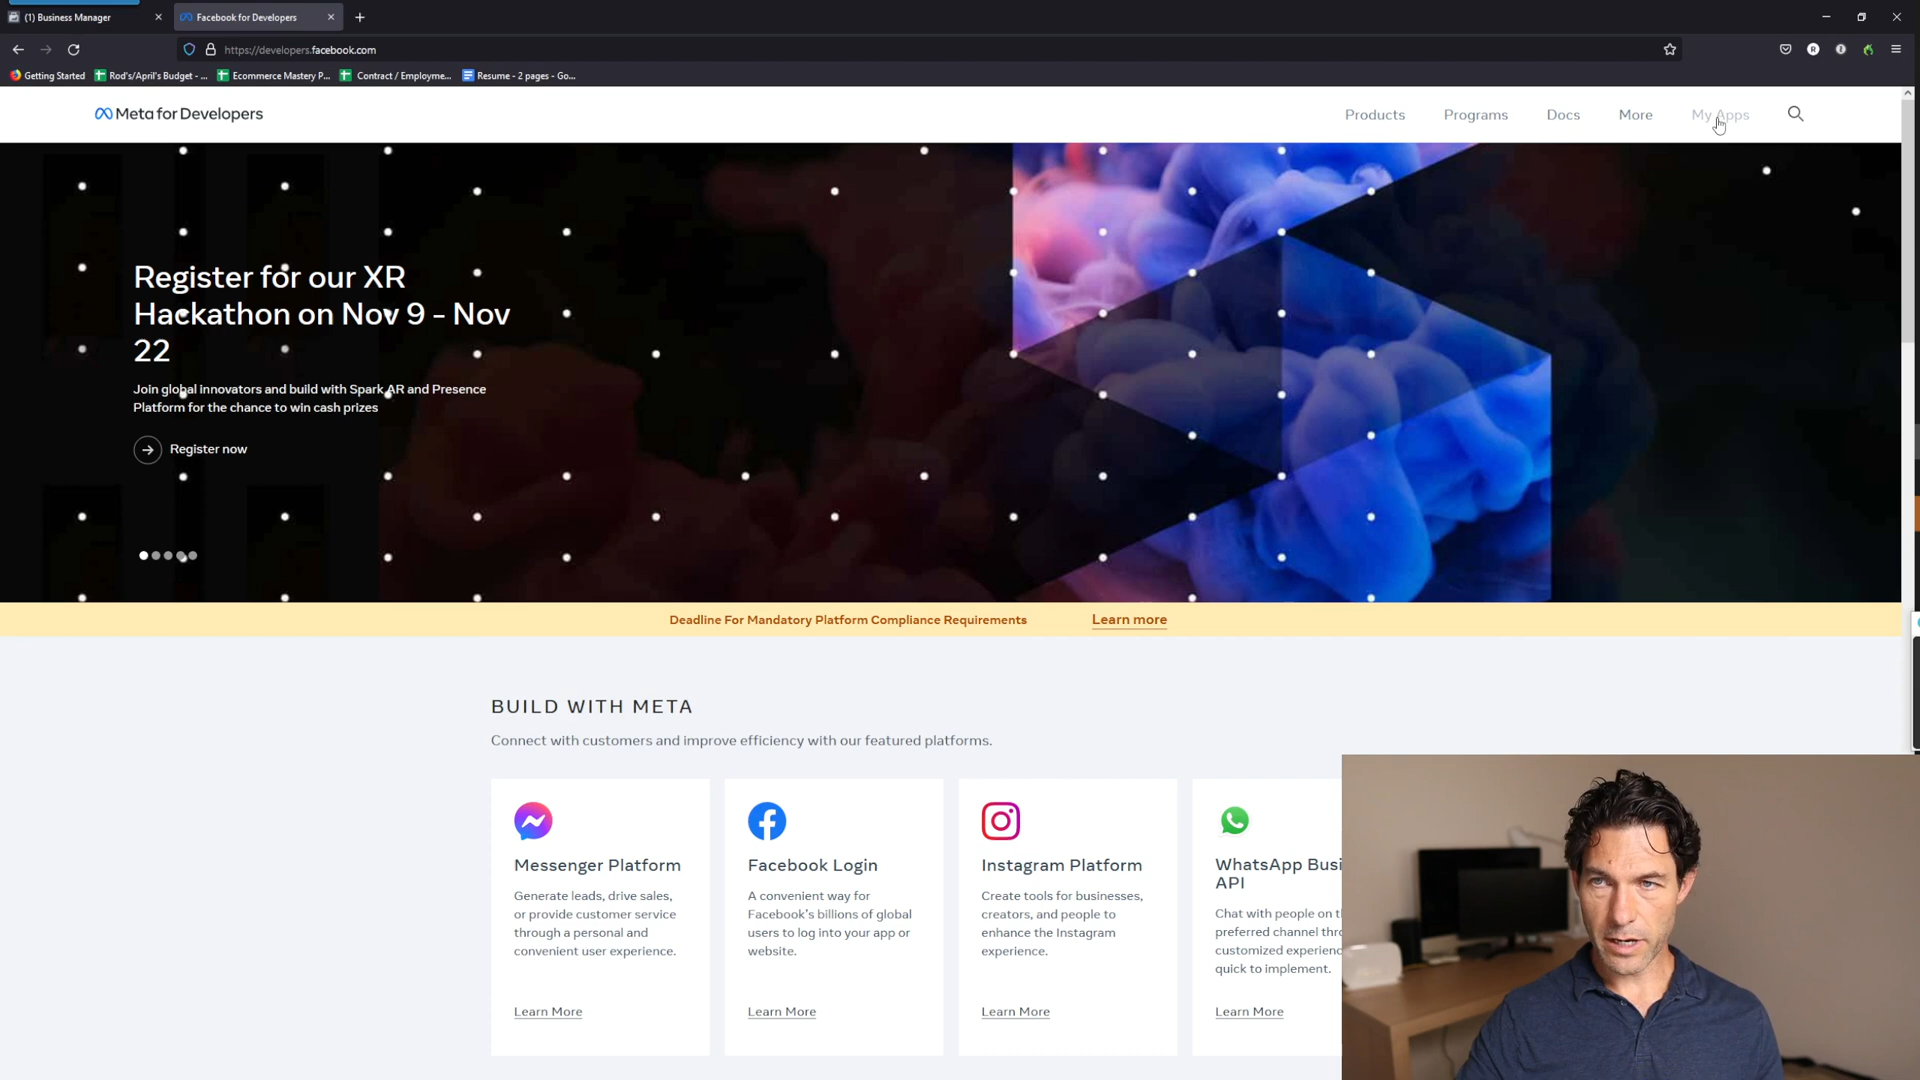 (1) Business Manager
Facebook for Developers
https://developers.facebook.com
Getting Started
Rod's/April's Budget - ...
Ecommerce Mastery P...
Contract / Employme...
Resume - 2 pages - Go...
Meta for Developers
Products
Programs
Docs
More
My Apps
Register for our XR
Hackathon on Nov 9 - Nov
22
Join global innovators and build with Spark AR and Presence
Platform for the chance to win cash prizes
Register now
Deadline For Mandatory Platform Compliance Requirements
Learn more
BUILD WITH META
Connect with customers and improve efficiency with our featured platforms.
Messenger Platform
Generate leads, drive sales,
or provide customer service
through a personal and
convenient user experience.
Learn More
Facebook Login
A convenient way for
Facebook's billions of global
users to log into your app or
website.
Learn More
Instagram Platform
Create tools for businesses,
creators, and people to
enhance the Instagram
experience.
Learn More
WhatsApp Busi
API
Chat with people on t
preferred channel thr
customized experienc
quick to implement.
Learn More